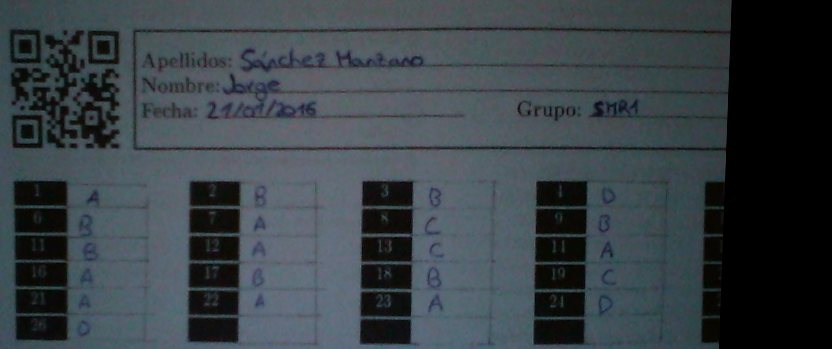 Apellidos: Sánchez Manzano
Nombre: Jorge
Fecha: 21/01/2016 Grupo: SMR1
1 A 2 B 3 B 4 D
6 B 7 A 8 C 9 B
11 B 12 A 13 C 14 A
16 A 17 B 18 B 19 C
21 A 22 A 23 A 24 D
26 D